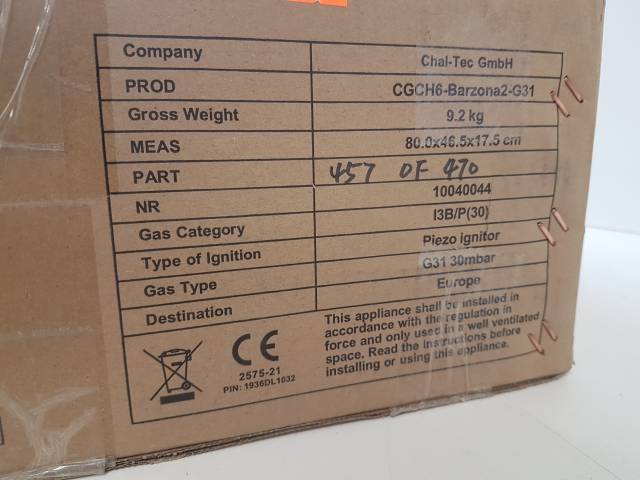 Company Chal-Tec GmbH
PROD CGCH6-Barzona2-G31
Gross Weight 9.2 kg
MEAS 80.0x46.5x17.5 cm
PART 457 OF 470
NR 10040044
Gas Category I3B/P(30)
Type of Ignition Piezo ignitor
Gas Type G31 30mbar
Destination Europe
CE
2575-21
PIN: 1936DL1032
This appliance shall be installed in
accordance with the regulation in
force and only used in a well ventilated
space. Read the Instructions before
installing or using this appliance.